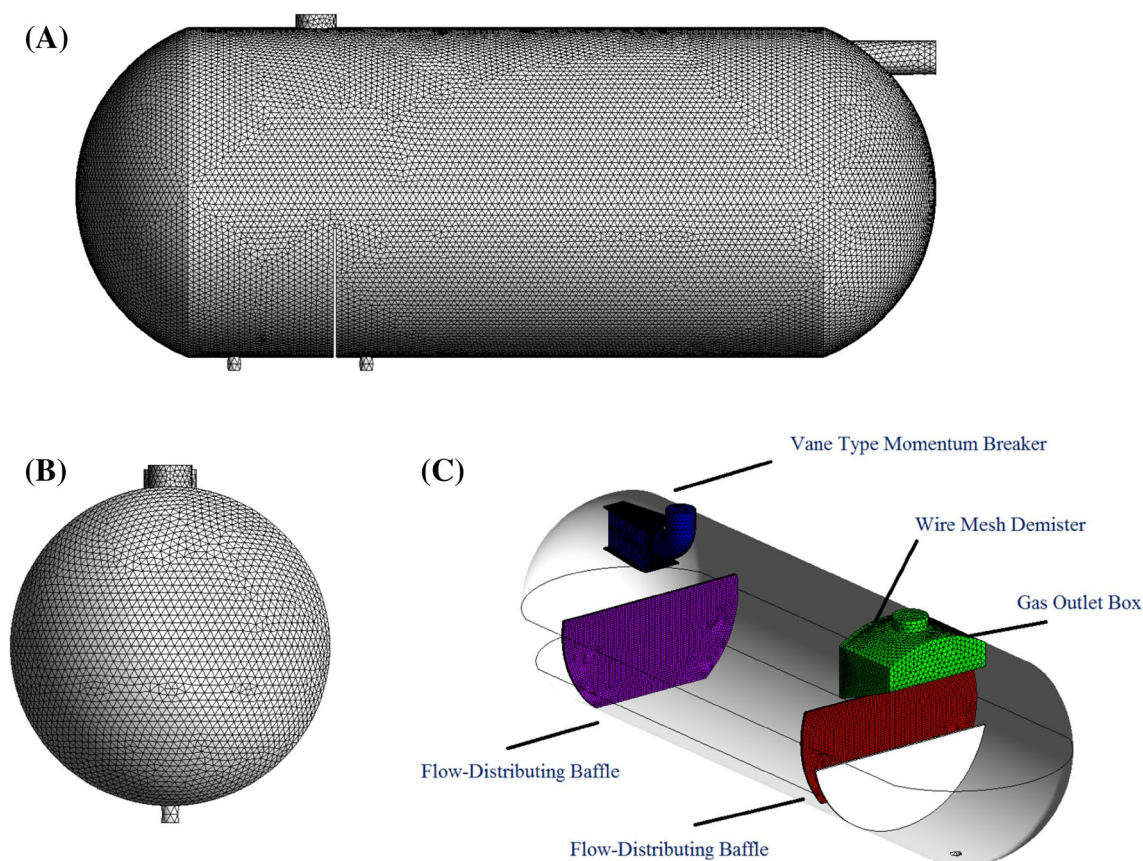 (A)
(B)
(C)
Vane Type Momentum Breaker
Wire Mesh Demister
Gas Outlet Box
Flow-Distributing Baffle
Flow-Distributing Baffle